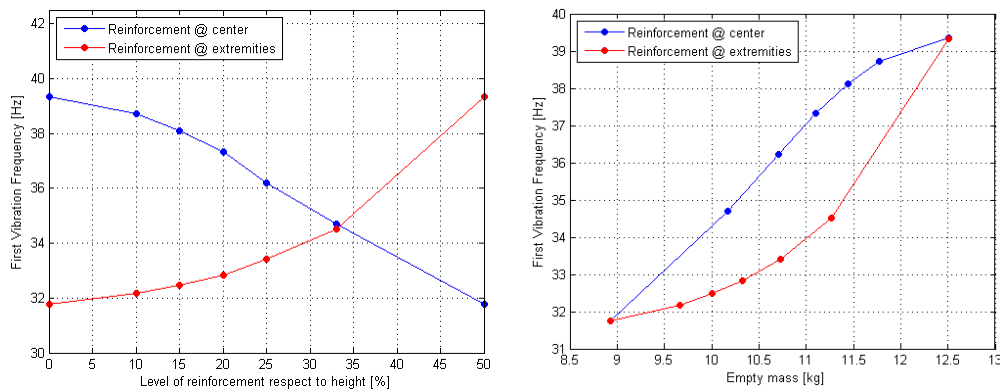 Reinforcement @ center
Reinforcement @ extremities
First Vibration Frequency [Hz]
42
40
38
36
34
32
30
0 5 10 15 20 25 30 35 40 45 50
Level of reinforcement respect to height [%]
Reinforcement @ center
Reinforcement @ extremities
First Vibration Frequency [Hz]
40
39
38
37
36
35
34
33
32
31
8.5 9 9.5 10 10.5 11 11.5 12 12.5 13
Empty mass [kg]